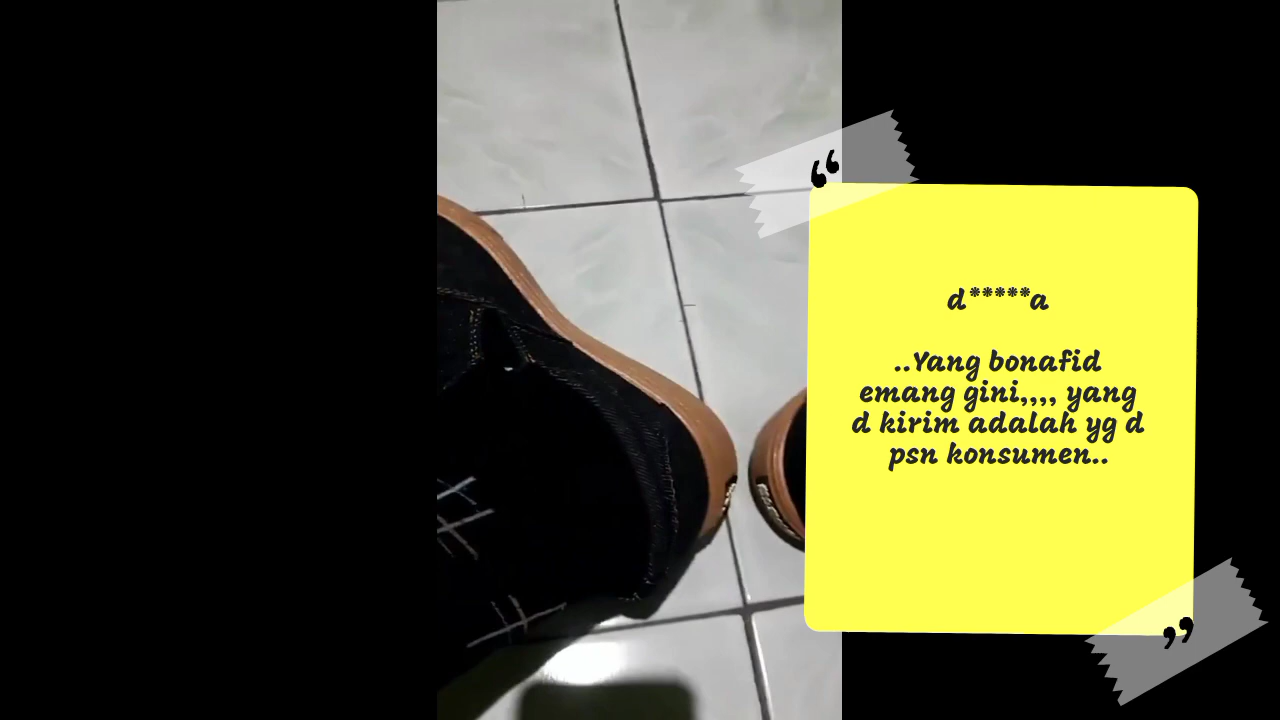 d*****a
..Yang bonafid
emang gini,,,, yang
d kirim adalah yg d
psn konsumen..